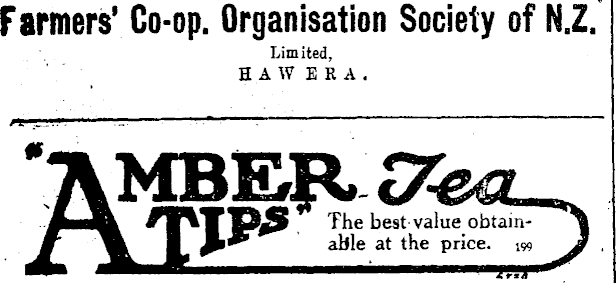 Farmers' Co-op. Organisation Society of N.Z.
Limited,
HAWERA.
"AMBER Tea
TIPS"
The best value obtain-
able at the price. 199